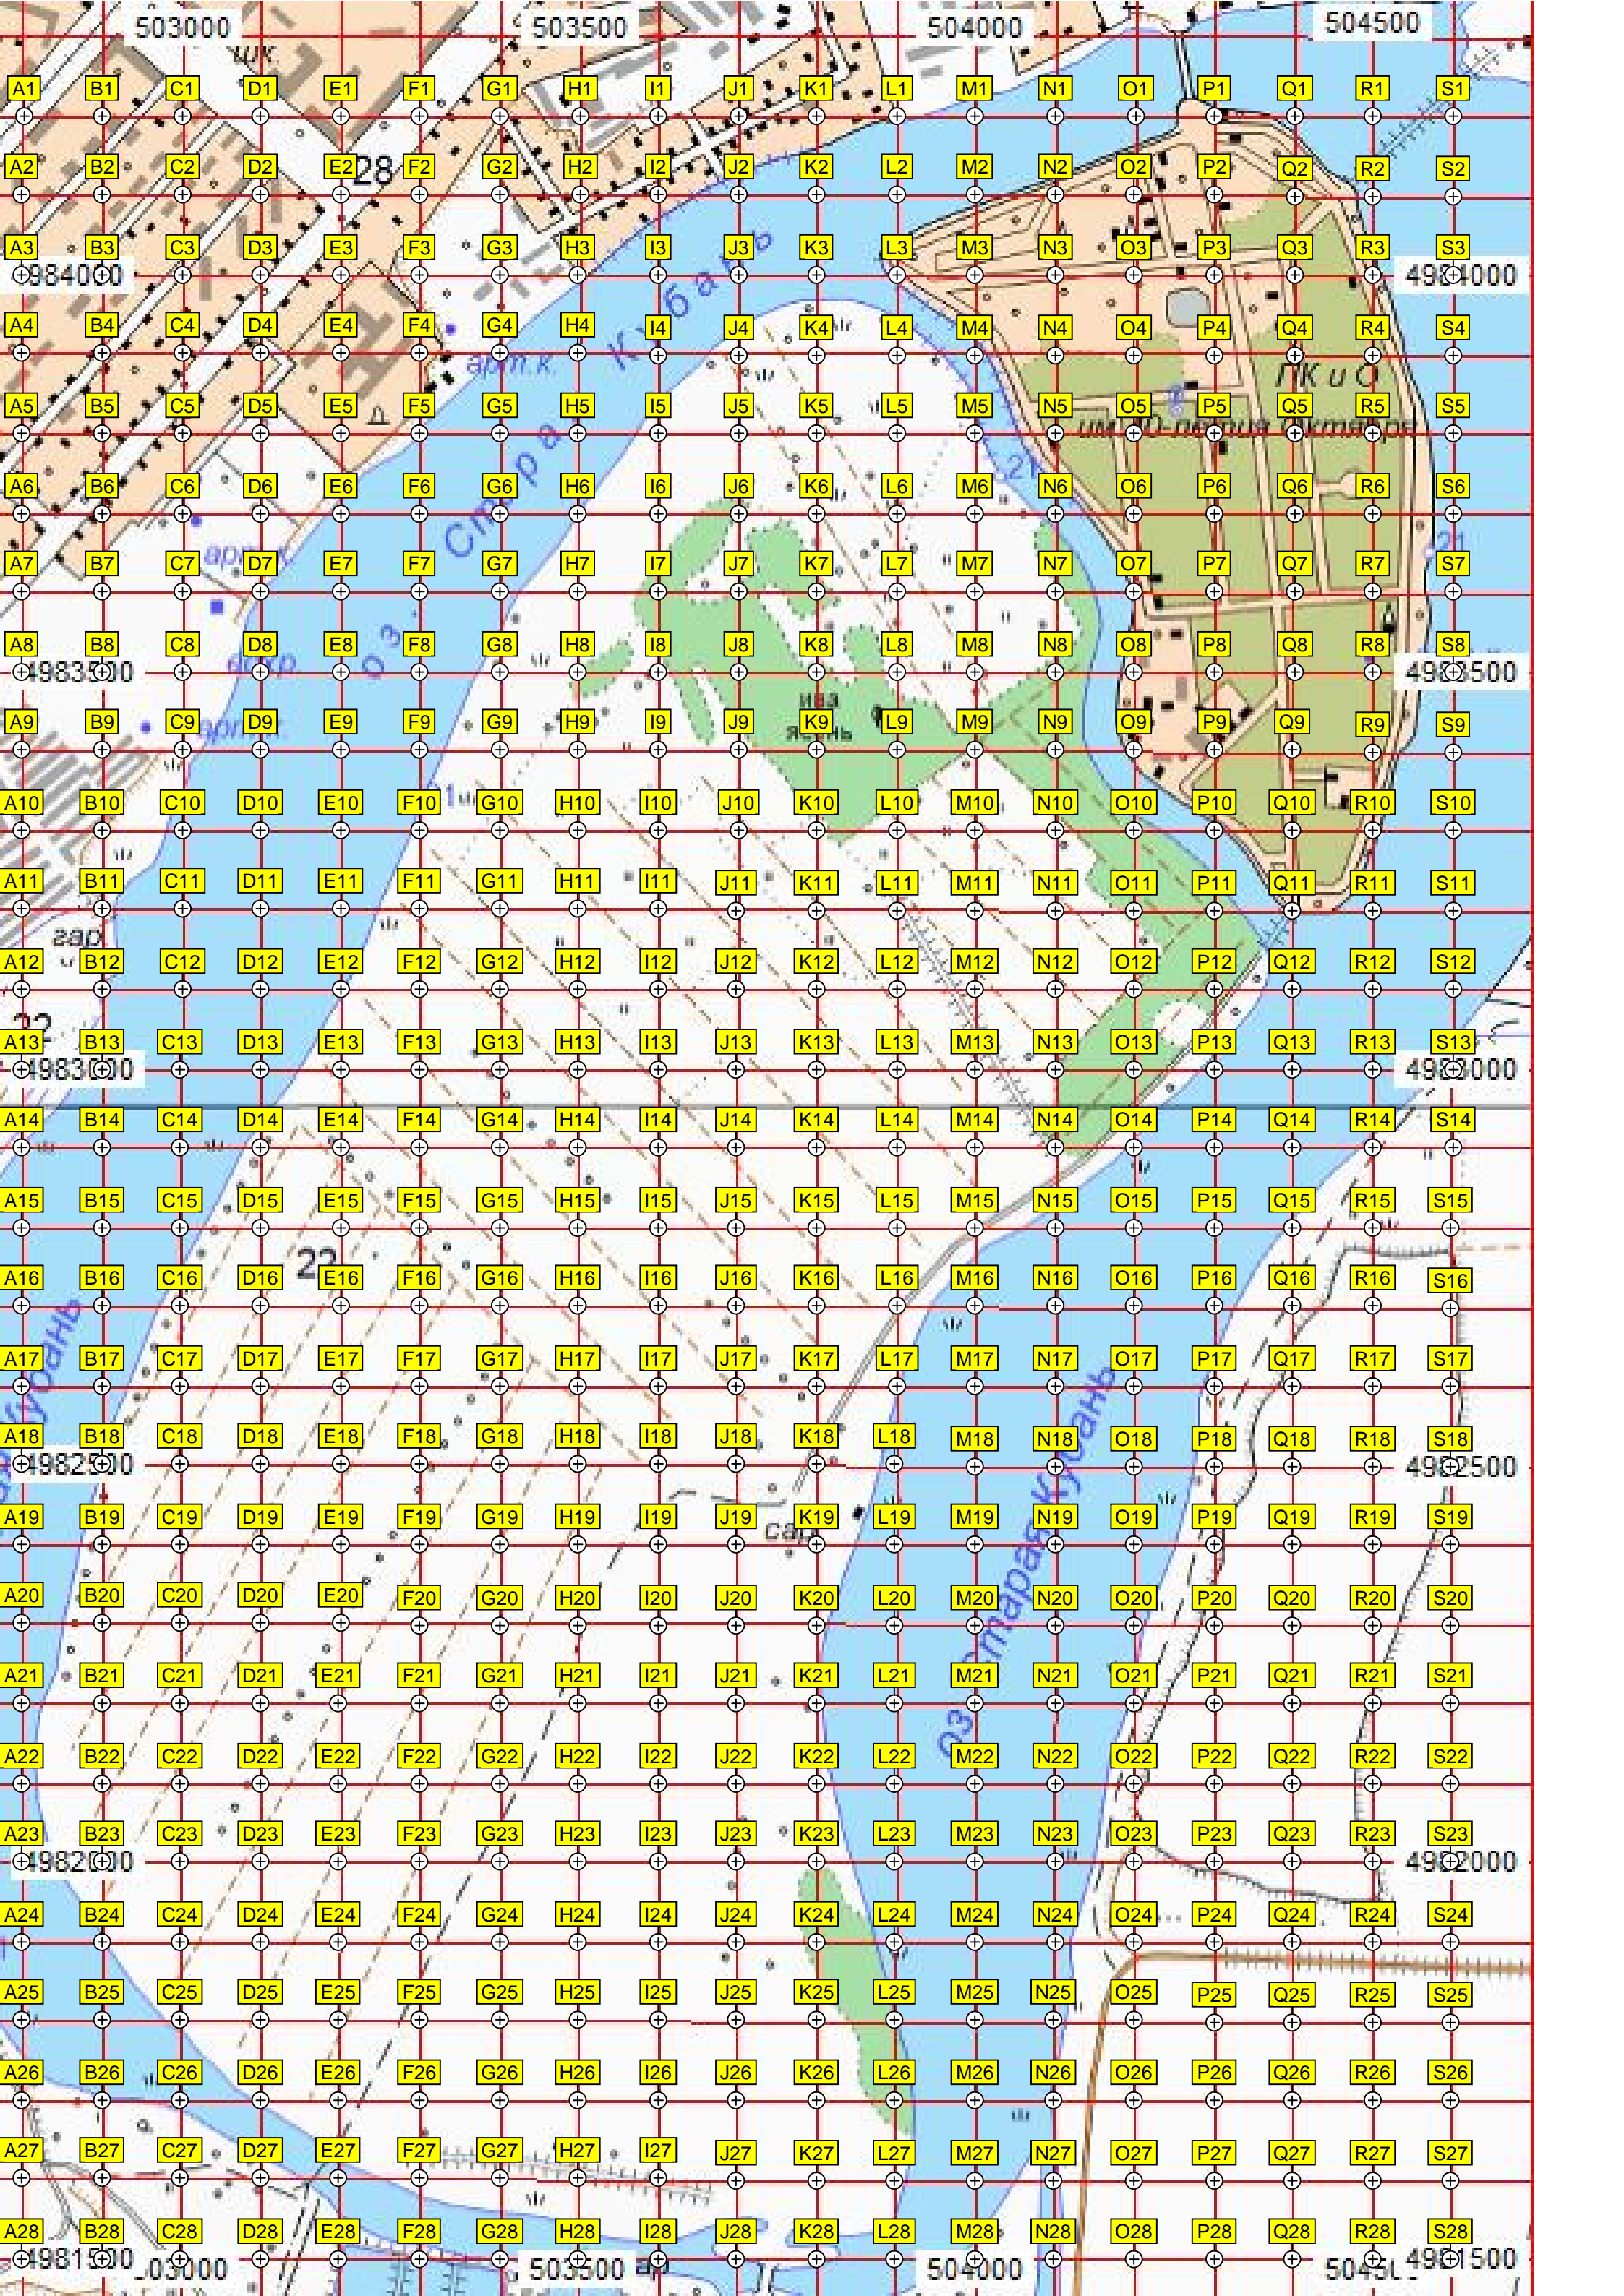 503000 503500 504000 504500
шк.
A1 B1 C1 D1 E1 F1 G1 H1 I1 J1 K1 L1 M1 N1 O1 P1 Q1 R1 S1
A2 B2 C2 D2 E2 28 F2 G2 H2 I2 J2 K2 L2 M2 N2 O2 P2 Q2 R2 S2
A3 B3 C3 D3 E3 F3 G3 H3 I3 J3 K3 L3 M3 N3 O3 P3 Q3 R3 S3
4984000 4984000
A4 B4 C4 D4 E4 F4 G4 H4 I4 J4 K4 L4 M4 N4 O4 P4 Q4 R4 S4
арт.к.
ПК и О
A5 B5 C5 D5 E5 F5 G5 H5 I5 J5 K5 L5 M5 N5 O5 P5 Q5 R5 S5
A6 B6 C6 D6 E6 F6 G6 H6 I6 J6 K6 L6 M6 21 N6 O6 P6 Q6 R6 S6
21
A7 B7 C7 D7 E7 F7 G7 H7 I7 J7 K7 L7 M7 N7 O7 P7 Q7 R7 S7
A8 B8 C8 D8 E8 F8 G8 H8 I8 J8 K8 L8 M8 N8 O8 P8 Q8 R8 S8
4983500 4983500
ива
A9 B9 C9 D9 E9 F9 G9 H9 I9 J9 K9 L9 M9 N9 O9 P9 Q9 R9 S9
ясень
A10 B10 C10 D10 E10 F10 G10 H10 I10 J10 K10 L10 M10 N10 O10 P10 Q10 R10 S10
A11 B11 C11 D11 E11 F11 G11 H11 I11 J11 K11 L11 M11 N11 O11 P11 Q11 R11 S11
гар.
A12 B12 C12 D12 E12 F12 G12 H12 I12 J12 K12 L12 M12 N12 O12 P12 Q12 R12 S12
A13 B13 C13 D13 E13 F13 G13 H13 I13 J13 K13 L13 M13 N13 O13 P13 Q13 R13 S13
4983000 4983000
A14 B14 C14 D14 E14 F14 G14 H14 I14 J14 K14 L14 M14 N14 O14 P14 Q14 R14 S14
A15 B15 C15 D15 E15 F15 G15 H15 I15 J15 K15 L15 M15 N15 O15 P15 Q15 R15 S15
22
A16 B16 C16 D16 E16 F16 G16 H16 I16 J16 K16 L16 M16 N16 O16 P16 Q16 R16 S16
A17 B17 C17 D17 E17 F17 G17 H17 I17 J17 K17 L17 M17 N17 O17 P17 Q17 R17 S17
A18 B18 C18 D18 E18 F18 G18 H18 I18 J18 K18 L18 M18 N18 O18 P18 Q18 R18 S18
4982500 4982500
A19 B19 C19 D19 E19 F19 G19 H19 I19 J19 K19 L19 M19 N19 O19 P19 Q19 R19 S19
оз. Старая Кубань
A20 B20 C20 D20 E20 F20 G20 H20 I20 J20 K20 L20 M20 N20 O20 P20 Q20 R20 S20
A21 B21 C21 D21 E21 F21 G21 H21 I21 J21 K21 L21 M21 N21 O21 P21 Q21 R21 S21
A22 B22 C22 D22 E22 F22 G22 H22 I22 J22 K22 L22 M22 N22 O22 P22 Q22 R22 S22
A23 B23 C23 D23 E23 F23 G23 H23 I23 J23 K23 L23 M23 N23 O23 P23 Q23 R23 S23
4982000 4982000
A24 B24 C24 D24 E24 F24 G24 H24 I24 J24 K24 L24 M24 N24 O24 P24 Q24 R24 S24
A25 B25 C25 D25 E25 F25 G25 H25 I25 J25 K25 L25 M25 N25 O25 P25 Q25 R25 S25
A26 B26 C26 D26 E26 F26 G26 H26 I26 J26 K26 L26 M26 N26 O26 P26 Q26 R26 S26
A27 B27 C27 D27 E27 F27 G27 H27 I27 J27 K27 L27 M27 N27 O27 P27 Q27 R27 S27
A28 B28 C28 D28 E28 F28 G28 H28 I28 J28 K28 L28 M28 N28 O28 P28 Q28 R28 S28
4981500 503500 504000 4981500